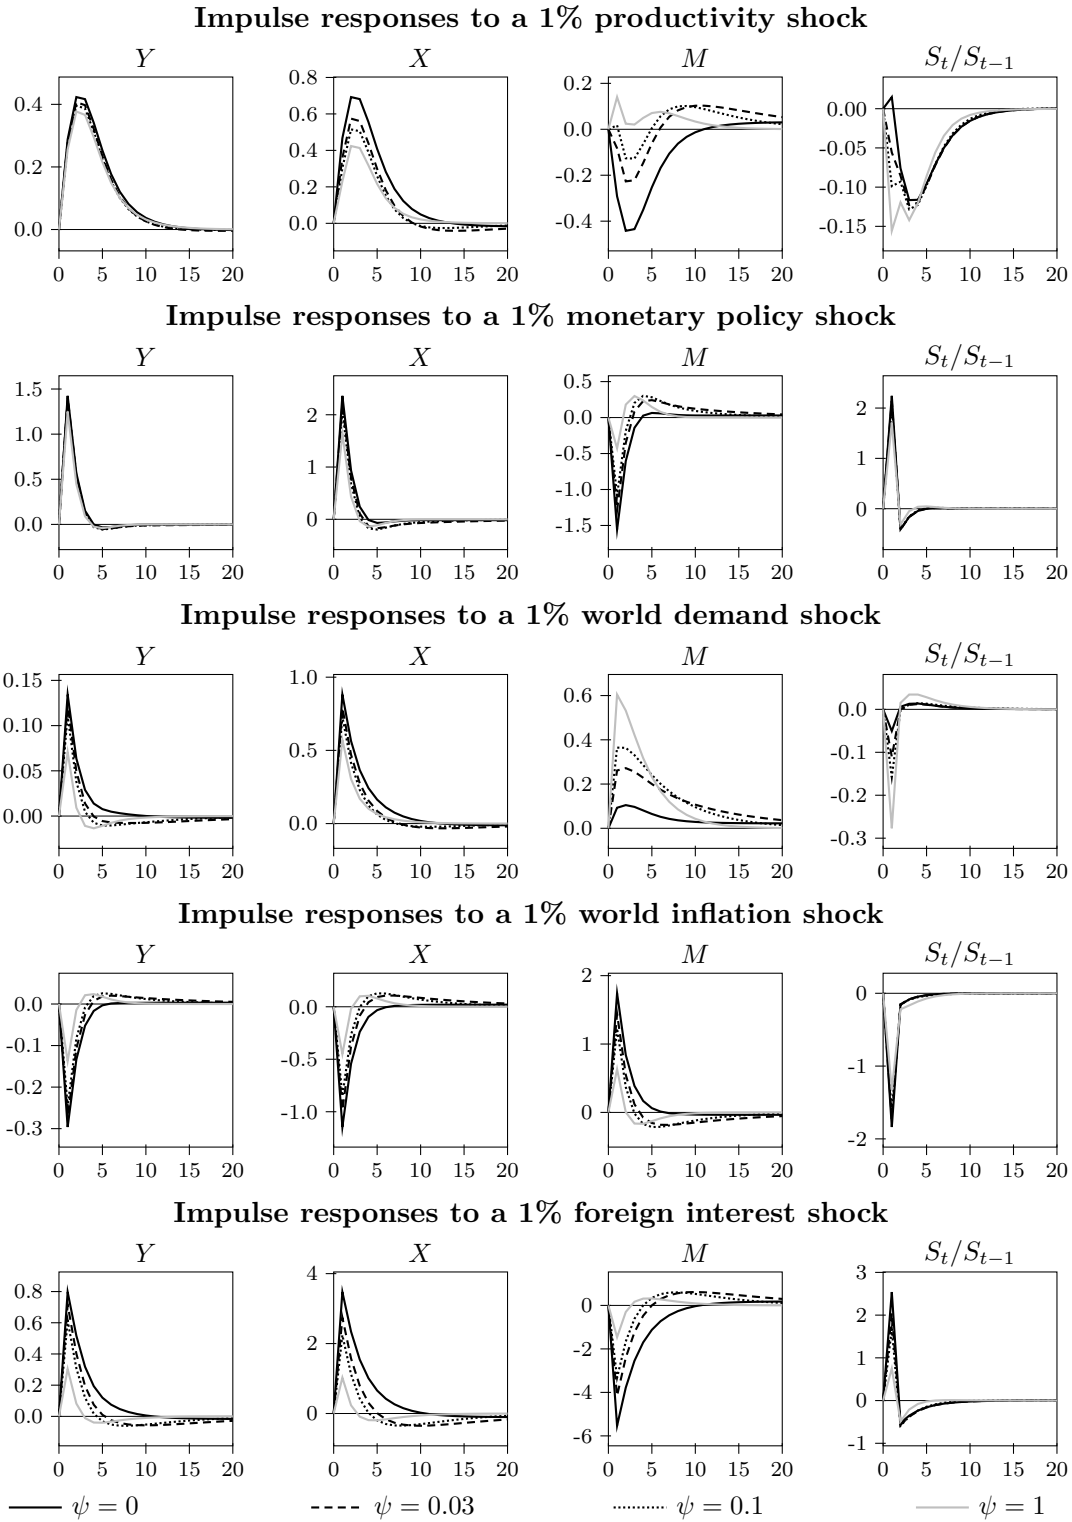 Impulse responses to a 1% productivity shock
Y X M S_t/S_{t−1}
0.4 0.2 0.0
0.8 0.6 0.4 0.2 0.0
0.2 0.0 -0.2 -0.4
0.00 -0.05 -0.10 -0.15
0 5 10 15 20 0 5 10 15 20 0 5 10 15 20 0 5 10 15 20
Impulse responses to a 1% monetary policy shock
Y X M S_t/S_{t−1}
1.5 1.0 0.5 0.0
2 1 0
0.5 0.0 -0.5 -1.0 -1.5
2 0
0 5 10 15 20 0 5 10 15 20 0 5 10 15 20 0 5 10 15 20
Impulse responses to a 1% world demand shock
Y X M S_t/S_{t−1}
0.15 0.10 0.05 0.00
1.0 0.5 0.0
0.6 0.4 0.2 0.0
0.0 -0.1 -0.2 -0.3
0 5 10 15 20 0 5 10 15 20 0 5 10 15 20 0 5 10 15 20
Impulse responses to a 1% world inflation shock
Y X M S_t/S_{t−1}
0.0 -0.1 -0.2 -0.3
0.0 -0.5 -1.0
2 1 0
0 -1 -2
0 5 10 15 20 0 5 10 15 20 0 5 10 15 20 0 5 10 15 20
Impulse responses to a 1% foreign interest shock
Y X M S_t/S_{t−1}
0.8 0.6 0.4 0.2 0.0
4 2 0
0 -2 -4 -6
3 2 1 0 -1
0 5 10 15 20 0 5 10 15 20 0 5 10 15 20 0 5 10 15 20
ψ = 0 ψ = 0.03 ψ = 0.1 ψ = 1